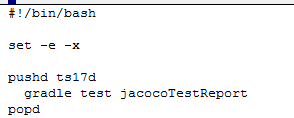 #!/bin/bash
set -e -x
pushd ts17d
  gradle test jacocoTestReport
popd